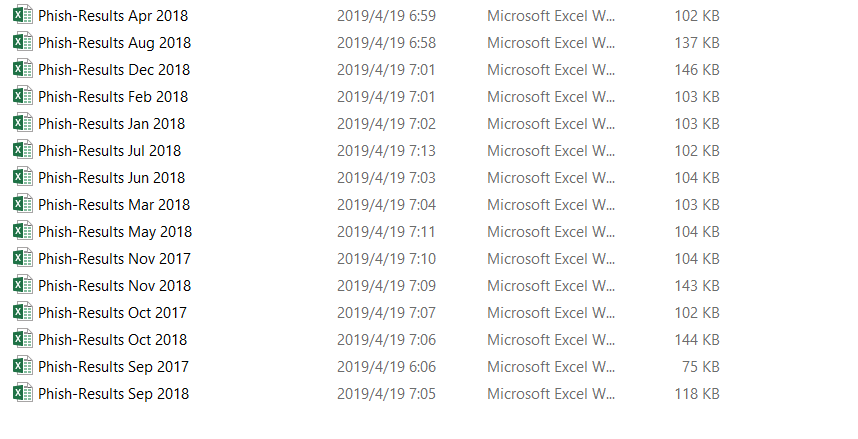 Phish-Results Apr 2018 2019/4/19 6:59 Microsoft Excel W... 102 KB
Phish-Results Aug 2018 2019/4/19 6:58 Microsoft Excel W... 137 KB
Phish-Results Dec 2018 2019/4/19 7:01 Microsoft Excel W... 146 KB
Phish-Results Feb 2018 2019/4/19 7:01 Microsoft Excel W... 103 KB
Phish-Results Jan 2018 2019/4/19 7:02 Microsoft Excel W... 103 KB
Phish-Results Jul 2018 2019/4/19 7:13 Microsoft Excel W... 102 KB
Phish-Results Jun 2018 2019/4/19 7:03 Microsoft Excel W... 104 KB
Phish-Results Mar 2018 2019/4/19 7:04 Microsoft Excel W... 103 KB
Phish-Results May 2018 2019/4/19 7:11 Microsoft Excel W... 104 KB
Phish-Results Nov 2017 2019/4/19 7:10 Microsoft Excel W... 104 KB
Phish-Results Nov 2018 2019/4/19 7:09 Microsoft Excel W... 143 KB
Phish-Results Oct 2017 2019/4/19 7:07 Microsoft Excel W... 102 KB
Phish-Results Oct 2018 2019/4/19 7:06 Microsoft Excel W... 144 KB
Phish-Results Sep 2017 2019/4/19 6:06 Microsoft Excel W... 75 KB
Phish-Results Sep 2018 2019/4/19 7:05 Microsoft Excel W... 118 KB